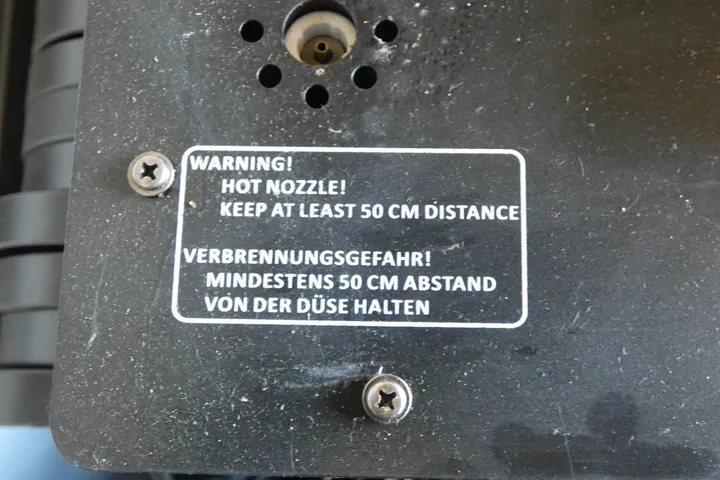 WARNING!
HOT NOZZLE!
KEEP AT LEAST 50 CM DISTANCE
VERBRENNUNGSGEFAHR!
MINDESTENS 50 CM ABSTAND
VON DER DÜSE HALTEN